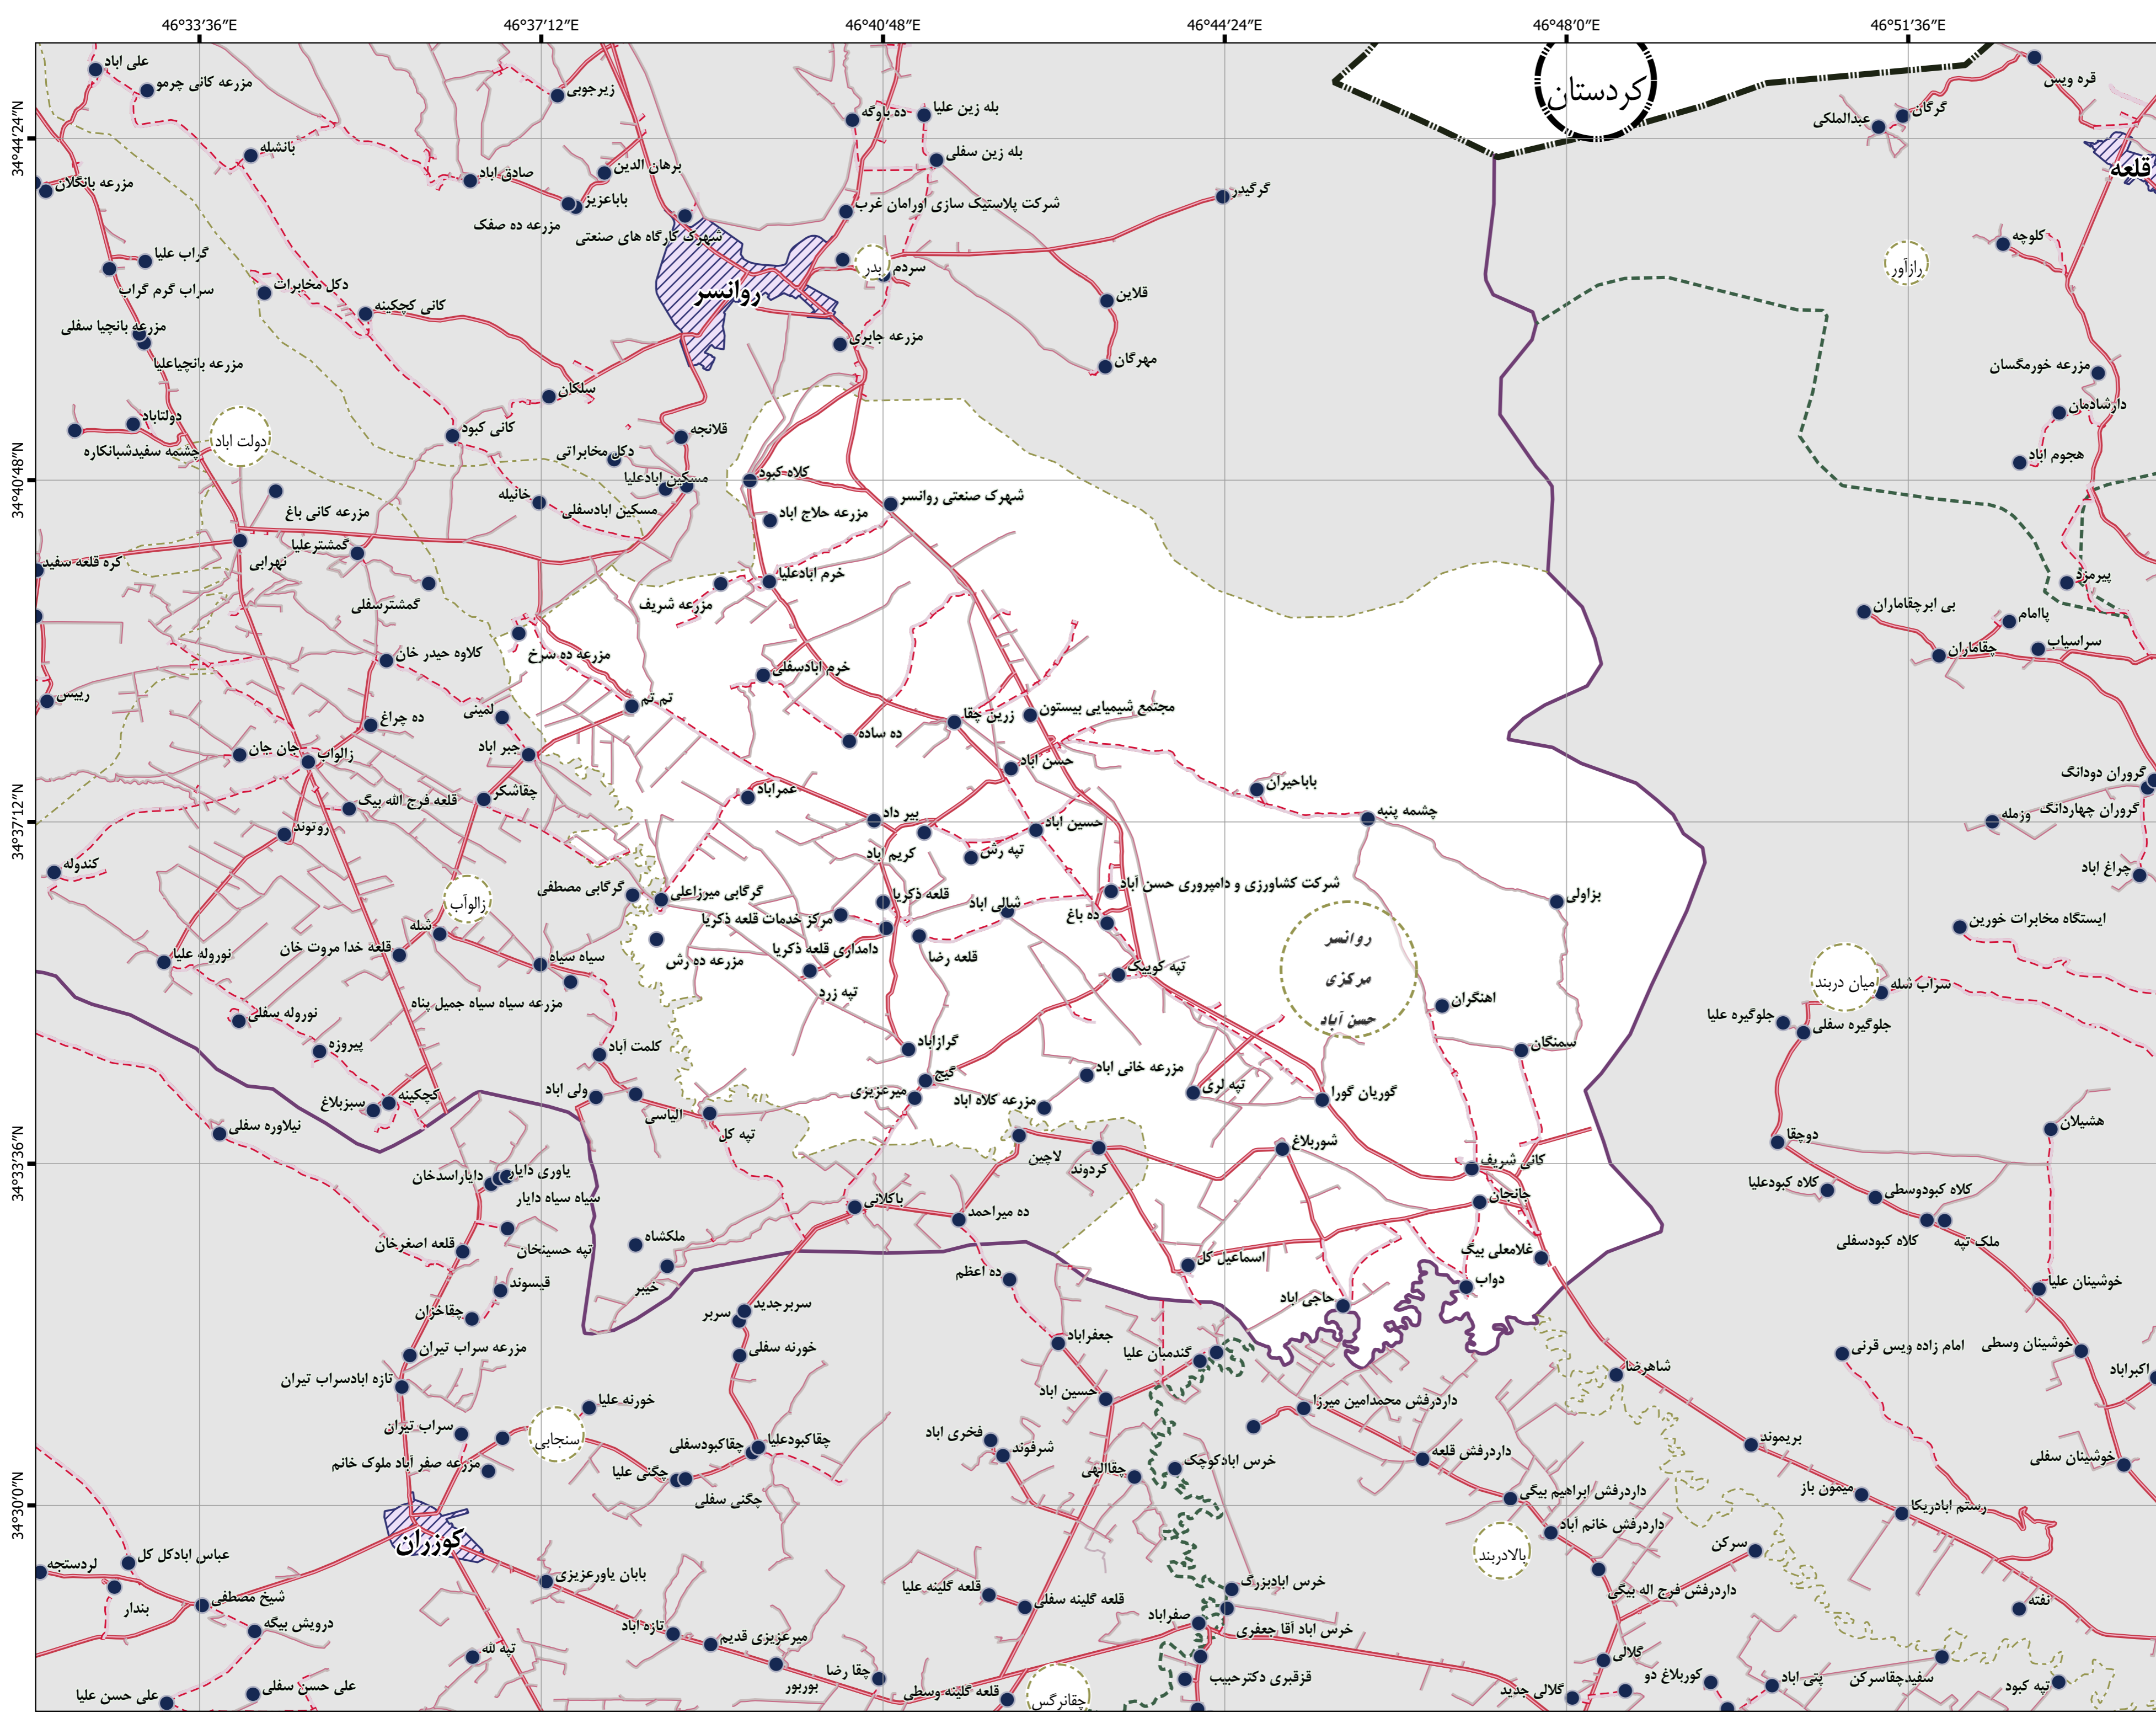 46°33'36"E
46°37'12"E
46°40'48"E
46°44'24"E
46°48'0"E
46°51'36"E
34°44'24"N
34°40'48"N
34°37'12"N
34°33'36"N
34°30'0"N
علی اباد
مزرعه کانی چرمو
زیرجوبی
ده باوگه
بله زین علیا
کردستان
قره ویس
گرگان
عبدالملکی
بانشله
صادق اباد
برهان الدین
بله زین سفلی
قلعه
مزرعه بانگلان
باباعزیز
مزرعه ده صفک
شهرک کارگاه های صنعتی
شرکت پلاستیک سازی اورامان غرب
گرگیدر
کلوچه
گراب علیا
سراب گرم گراب
دکل مخابرات
کانی کچکینه
روانسر
بدر
سردم
قلاین
رازآور
مزرعه بانچیا سفلی
مزرعه بانچیاعلیا
مزرعه جابری
مهرگان
مزرعه خورمگسان
سلکان
دارشادمان
دولتاباد
دولت اباد
چشمه سفیدشبانکاره
کانی کبود
قلانجه
دکل مخابراتی
هجوم اباد
مسکین ابادعلیا
کلاه کبود
خانیله
مسکین ابادسفلی
شهرک صنعتی روانسر
مزرعه کانی باغ
مزرعه حلاج اباد
گمشترعلیا
نهرابی
کره قلعه سفید
خرم ابادعلیا
پیرمزد
گمشترسفلی
مزرعه شریف
بی ابرچقاماران
پاامام
سراسیاب
چقاماران
کلاوه حیدر خان
مزرعه ده سرخ
خرم ابادسفلی
رییس
تم تم
لمینی
ده چراغ
زرین چقا
مجتمع شیمیایی بیستون
ده ساده
جان جان
زالواب
جبر اباد
حسن اباد
باباحیران
گروران دودانگ
چقاشکر
قلعه فرج الله بیگ
عمراباد
روتوند
بیر داد
کریم اباد
حسین اباد
تپه رش
چشمه پنبه
گروران چهاردانگ
وزمله
چراغ اباد
کندوله
زالوآب
گرگابی مصطفی
گرگابی میرزاعلی
قلعه ذکریا
مرکز خدمات قلعه ذکریا
شالی اباد
شرکت کشاورزی و دامپروری حسن آباد
ده باغ
بزاولی
ایستگاه مخابرات خورین
شله
قلعه خدا مروت خان
نوروله علیا
سیاه سیاه
مزرعه ده رش
دامداری قلعه ذکریا
قلعه رضا
تپه زرد
تپه کوبیک
روانسر
مرکزی
حسن آباد
سراب شله
میان دربند
اهنگران
جلوگیره علیا
جلوگیره سفلی
مزرعه سیاه سیاه جمیل پناه
نوروله سفلی
پیروزه
کلمت آباد
گرازاباد
سمنگان
مزرعه خانی اباد
گیج
میرعزیزی
مزرعه کلاه اباد
تپه لری
گوریان گورا
کچکینه
سبزبلاغ
ولی اباد
الیاسی
تپه کل
نیلاوره سفلی
هشیلان
دوچقا
لاچین
کردوند
شوربلاغ
کانی شریف
یاوری دایار
دایاراسدخان
سیاه سیاه دایار
جانجان
کلاه کبودعلیا
کلاه کبودوسطی
کلاه کبودسفلی
ملک تپه
باکلانی
ده میراحمد
ملکشاه
قلعه اصغرخان
تپه حسینخان
اسماعیل کل
غلامعلی بیگ
خیبر
ده اعظم
دواب
حاجی اباد
قیسوند
چقاخزان
خوشینان علیا
سربرجدید
سربر
خورنه سفلی
مزرعه سراب تیران
جعفراباد
گندمبان علیا
خوشینان وسطی
امام زاده ویس قرنی
اکبراباد
تازه ابادسراب تیران
شاهرضا
حسین اباد
داردرفش محمدامین میرزا
خورنه علیا
سراب تیران
سنجابی
چقاکبودعلیا
چقاکبودسفلی
فخری اباد
شرفوند
داردرفش قلعه
بریموند
مزرعه صفر آباد ملوک خانم
چگنی علیا
چگنی سفلی
چقاالهی
خرس ابادکوچک
خوشینان سفلی
داردرفش ابراهیم بیگی
میمون باز
رستم ابادریکا
کوزران
داردرفش خانم آباد
بالادربند
سرکن
عباس ابادکل کل
لردستجه
بابان یاورعزیزی
داردرفش فرج اله بیگی
بندار
شیخ مصطفی
درویش بیگه
قلعه گلینه علیا
قلعه گلینه سفلی
خرس ابادبزرگ
نفته
صفراباد
خرس اباد آقا جعفری
تازه اباد
میرعزیزی قدیم
تپه لله
گلالی
چقا رضا
بوربور
قزقبری دکترحبیب
کوربلاغ دو
پتی اباد
سفیدچقاسرکن
تپه کبود
علی حسن سفلی
علی حسن علیا
قلعه گلینه وسطی
چقانرگس
گلالی جدید